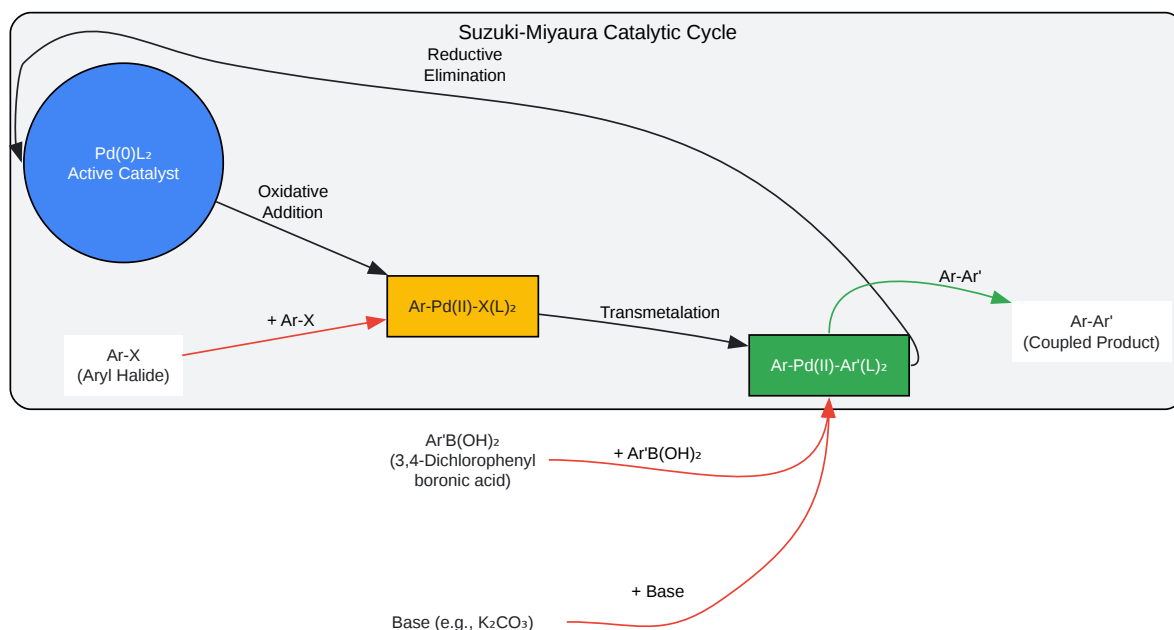 Suzuki-Miyaura Catalytic Cycle
Reductive
Elimination
Pd(0)L₂
Active Catalyst
Oxidative
Addition
Ar-Pd(II)-X(L)₂
+ Ar-X
Ar-X
(Aryl Halide)
Transmetalation
Ar-Pd(II)-Ar'(L)₂
Ar-Ar'
Ar-Ar'
(Coupled Product)
Ar'B(OH)₂
(3,4-Dichlorophenyl
boronic acid)
+ Ar'B(OH)₂
+ Base
Base (e.g., K₂CO₃)